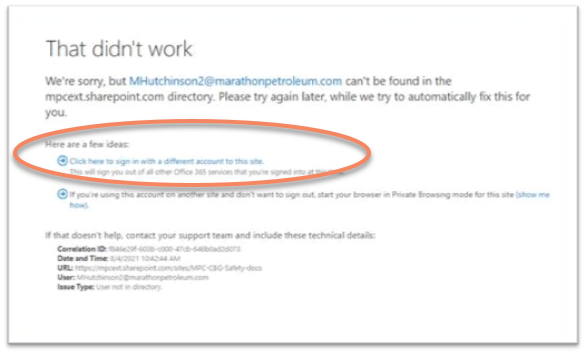 That didn't work
We're sorry, but MHutchinson2@marathonpetroleum.com can't be found in the
mpcext.sharepoint.com directory. Please try again later, while we try to automatically fix this for
you.
Here are a few ideas:
Click here to sign in with a different account to this site.
This will sign you out of all other Office 365 services that you're signed into at this
If you're using this account on another site and don't want to sign out, start your browser in Private Browsing mode for this site (show me
how).
If that doesn't help, contact your support team and include these technical details:
Correlation ID:
Date and Time: 8/4/2021 10:42:44 AM
URL: https://mpcext.sharepoint.com/sites/MPC-CBG-Safety-docs
User: MHutchinson2@marathonpetroleum.com
Issue Type: User not in directory.